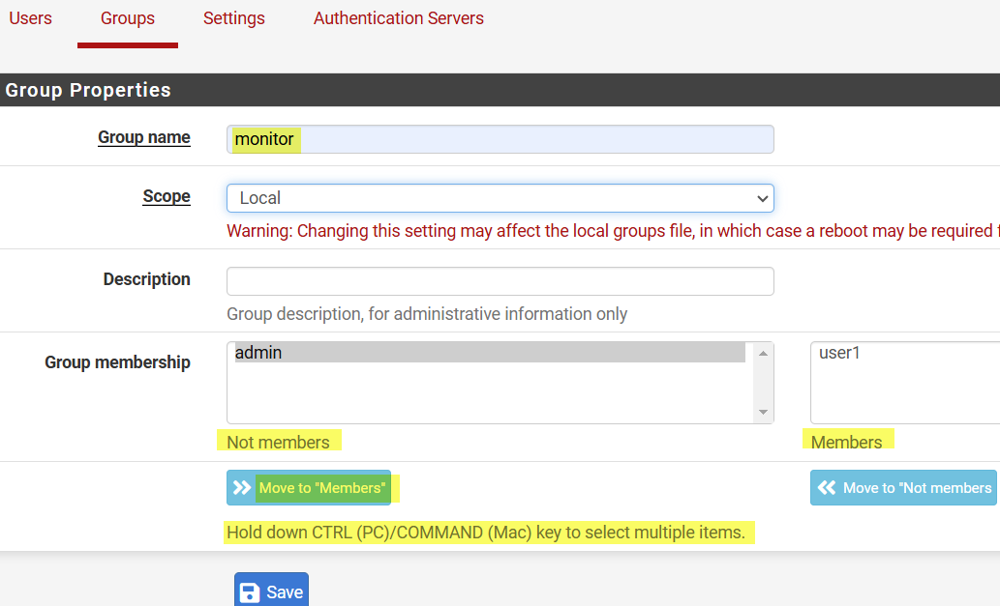 Users Groups Settings Authentication Servers
Group Properties
Group name monitor
Scope Local
Warning: Changing this setting may affect the local groups file, in which case a reboot may be required
Description
Group description, for administrative information only
Group membership admin user1
Not members Members
Move to "Members" Move to "Not members
Hold down CTRL (PC)/COMMAND (Mac) key to select multiple items.
Save